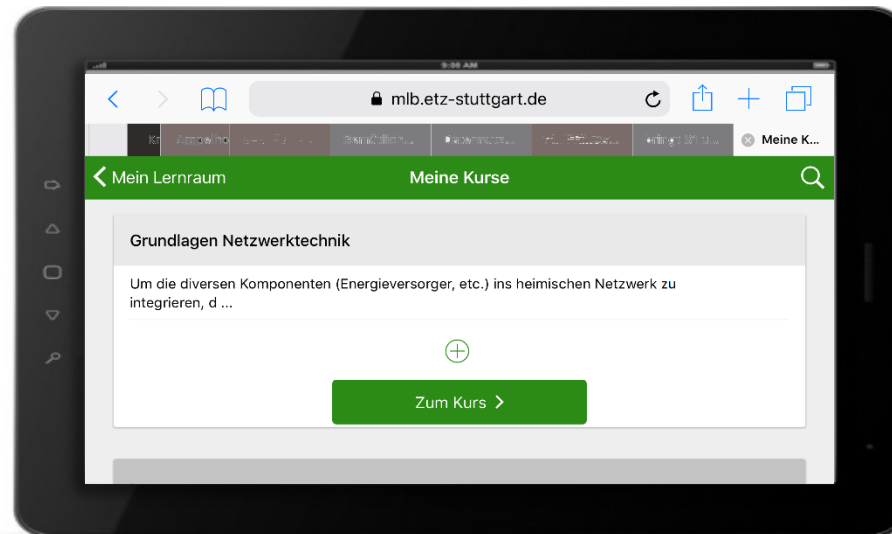 9:08 AM
mlb.etz-stuttgart.de
Meine K...
Mein Lernraum Meine Kurse
Grundlagen Netzwerktechnik
Um die diversen Komponenten (Energieversorger, etc.) ins heimischen Netzwerk zu
integrieren, d ...
Zum Kurs